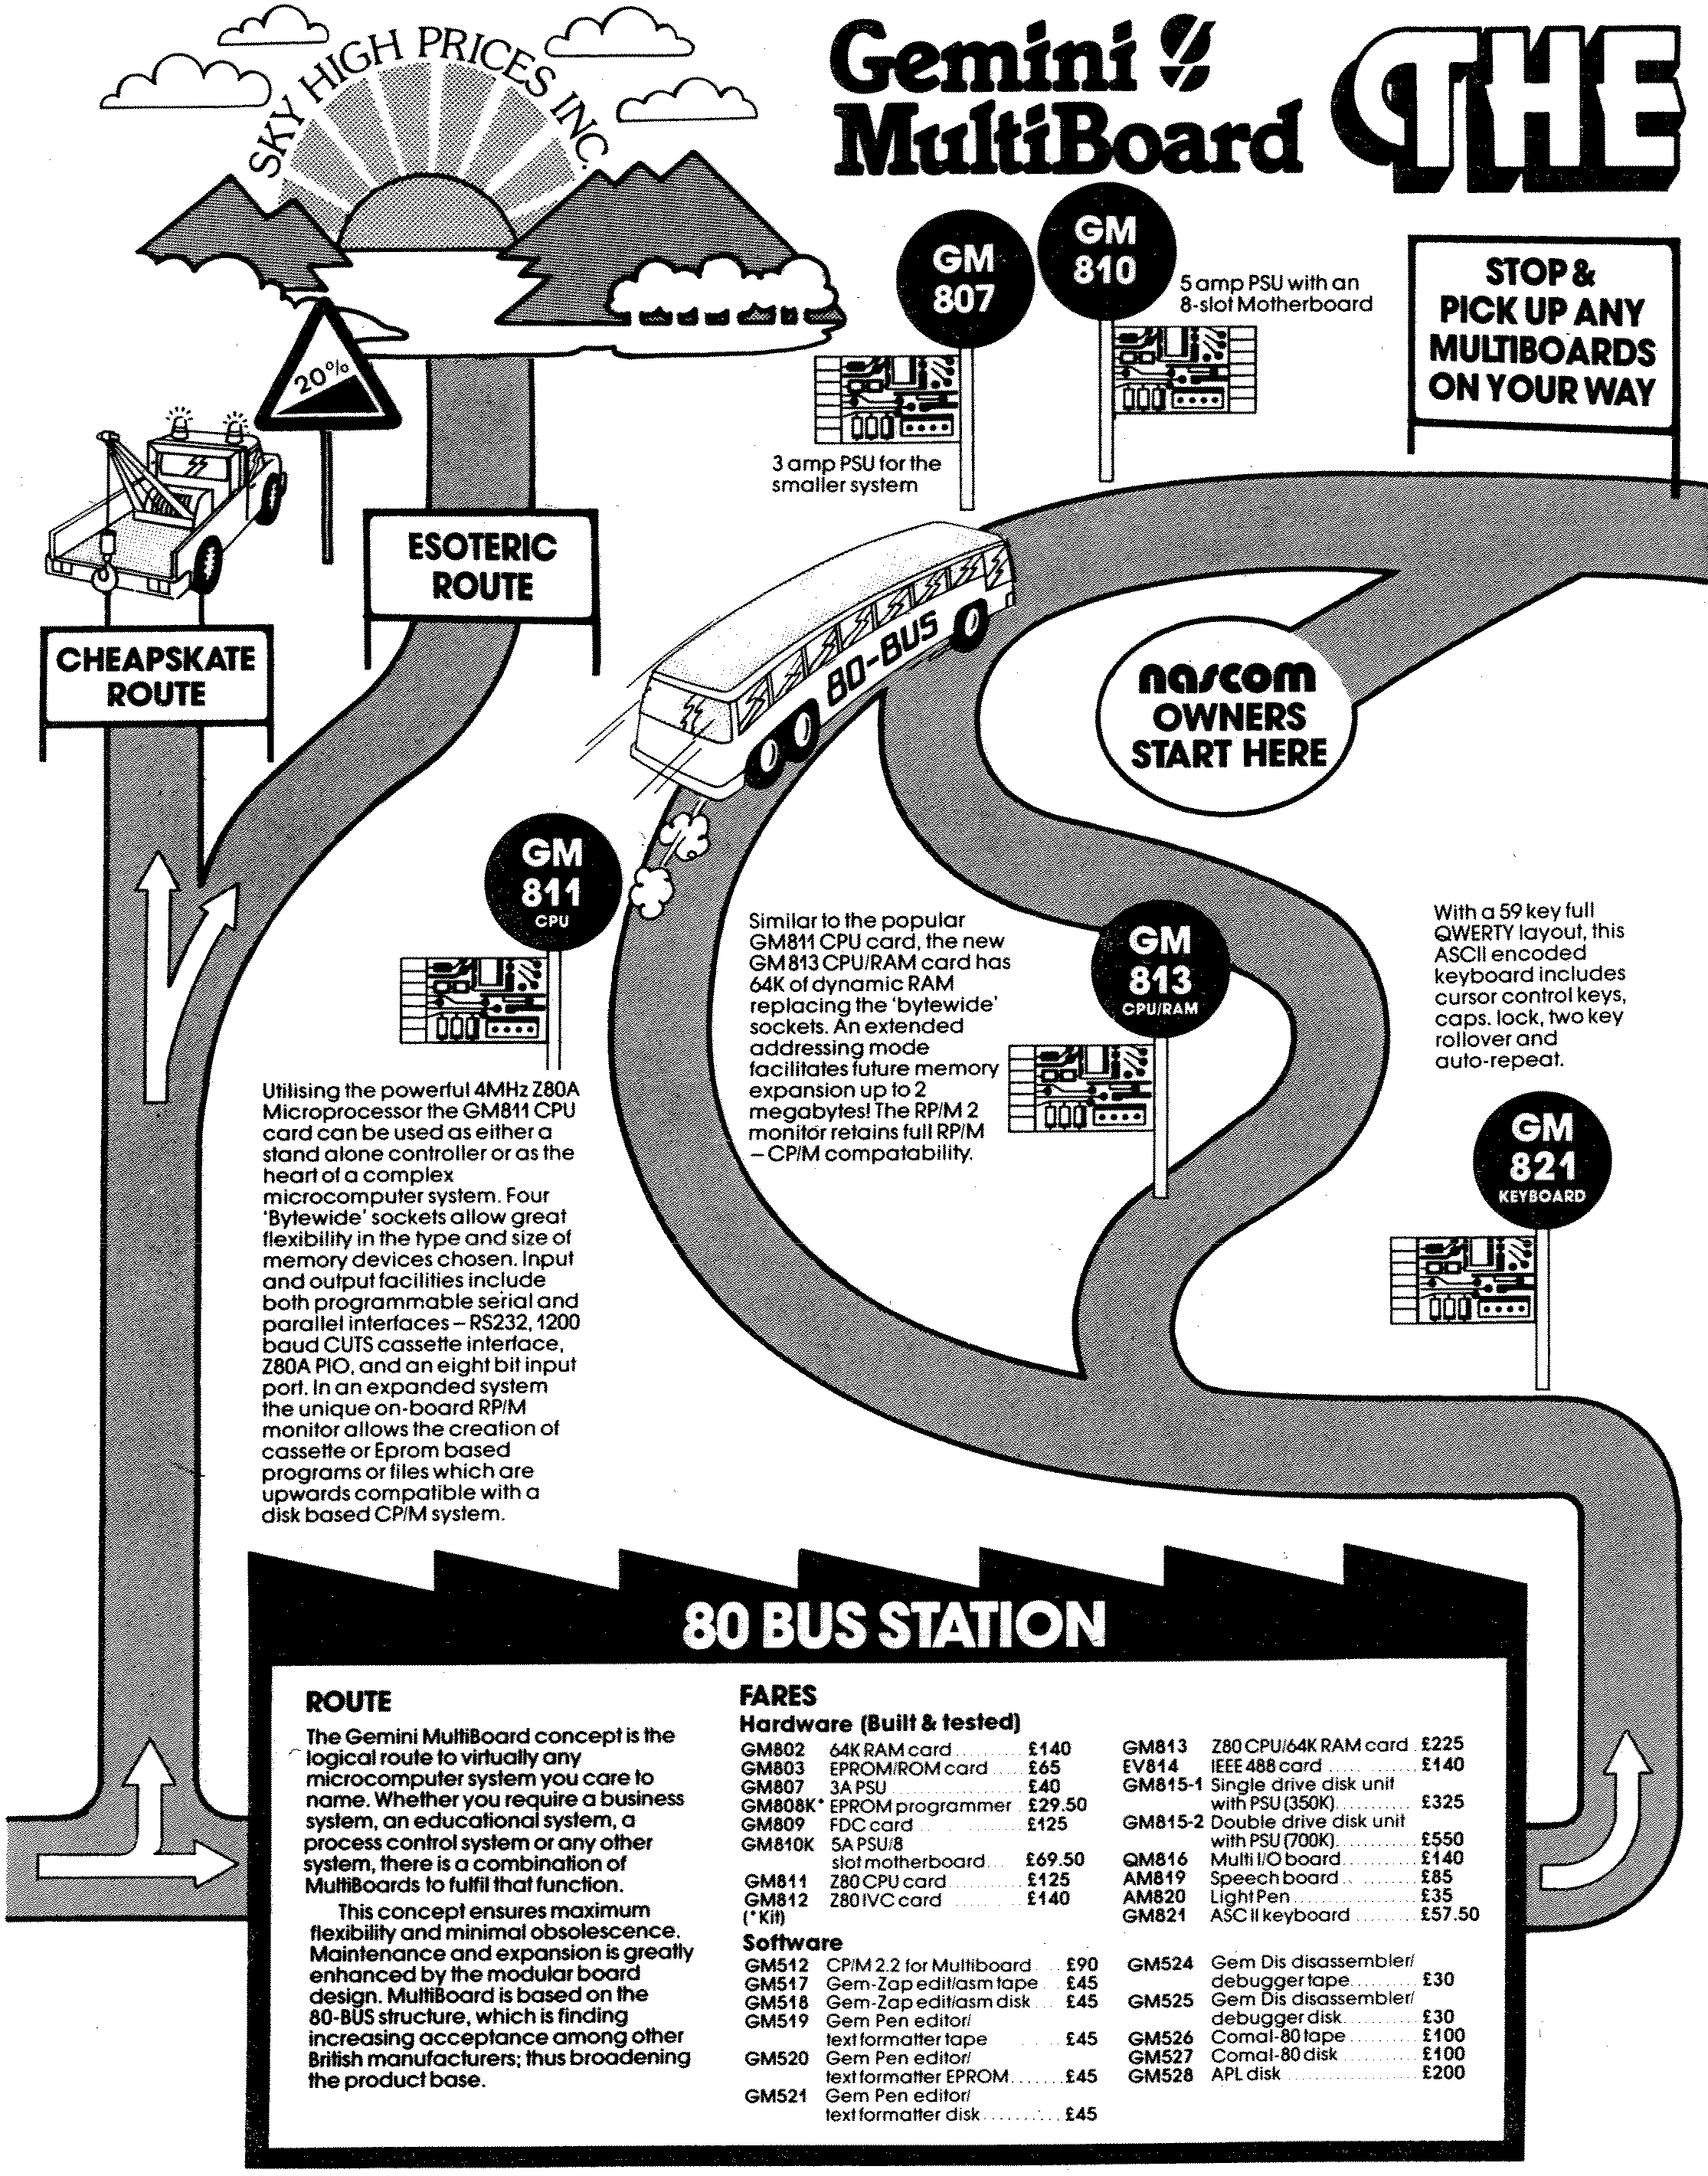 SKY HIGH PRICES INC.
Gemini
MultiBoard
THE
GM
807
GM
810
5 amp PSU with an
8-slot Motherboard
3 amp PSU for the
smaller system
STOP &
PICK UP ANY
MULTIBOARDS
ON YOUR WAY
20%
ESOTERIC
ROUTE
CHEAPSKATE
ROUTE
80-BUS
nascom
OWNERS
START HERE
GM
811
CPU
Utilising the powerful 4MHz Z80A
Microprocessor the GM811 CPU
card can be used as either a
stand alone controller or as the
heart of a complex
microcomputer system. Four
'Bytewide' sockets allow great
flexibility in the type and size of
memory devices chosen. Input
and output facilities include
both programmable serial and
parallel interfaces – RS232, 1200
baud CUTS cassette interface,
Z80A PIO, and an eight bit input
port. In an expanded system
the unique on-board RP/M
monitor allows the creation of
cassette or Eprom based
programs or files which are
upwards compatible with a
disk based CP/M system.
Similar to the popular
GM811 CPU card, the new
GM813 CPU/RAM card has
64K of dynamic RAM
replacing the 'bytewide'
sockets. An extended
addressing mode
facilitates future memory
expansion up to 2
megabytes! The RP/M 2
monitor retains full RP/M
– CP/M compatability.
GM
813
CPU/RAM
With a 59 key full
QWERTY layout, this
ASCII encoded
keyboard includes
cursor control keys,
caps. lock, two key
rollover and
auto-repeat.
GM
821
KEYBOARD
80 BUS STATION
ROUTE
The Gemini MultiBoard concept is the
logical route to virtually any
microcomputer system you care to
name. Whether you require a business
system, an educational system, a
process control system or any other
system, there is a combination of
MultiBoards to fulfil that function.
This concept ensures maximum
flexibility and minimal obsolescence.
Maintenance and expansion is greatly
enhanced by the modular board
design. MultiBoard is based on the
80-BUS structure, which is finding
increasing acceptance among other
British manufacturers; thus broadening
the product base.
FARES
Hardware (Built & tested)
GM802 64K RAM card £140
GM803 EPROM/ROM card £65
GM807 3A PSU £40
GM808K* EPROM programmer £29.50
GM809 FDC card £125
GM810K 5A PSU/8
slot motherboard £69.50
GM811 Z80 CPU card £125
GM812 Z80 IVC card £140
(*Kit)
GM813 Z80 CPU/64K RAM card £225
EV814 IEEE 488 card £140
GM815-1 Single drive disk unit
with PSU (350K) £325
GM815-2 Double drive disk unit
with PSU (700K) £550
QM816 Multi I/O board £140
AM819 Speech board £85
AM820 Light Pen £35
GM821 ASCII keyboard £57.50
Software
GM512 CP/M 2.2 for Multiboard £90
GM517 Gem-Zap edit/asm tape £45
GM518 Gem-Zap edit/asm disk £45
GM519 Gem Pen editor/
text formatter tape £45
GM520 Gem Pen editor/
text formatter EPROM £45
GM521 Gem Pen editor/
text formatter disk £45
GM524 Gem Dis disassembler/
debugger tape £30
GM525 Gem Dis disassembler/
debugger disk £30
GM526 Comal-80 tape £100
GM527 Comal-80 disk £100
GM528 APL disk £200